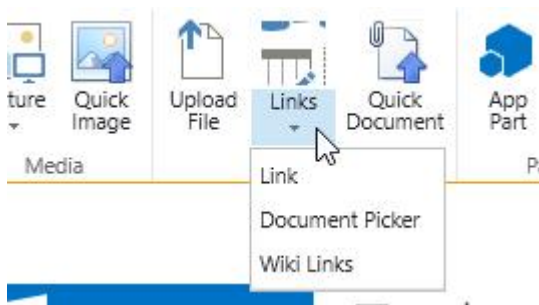 ture
Quick
Image
Upload
File
Links
Quick
Document
App
Part
Media
Link
Document Picker
Wiki Links